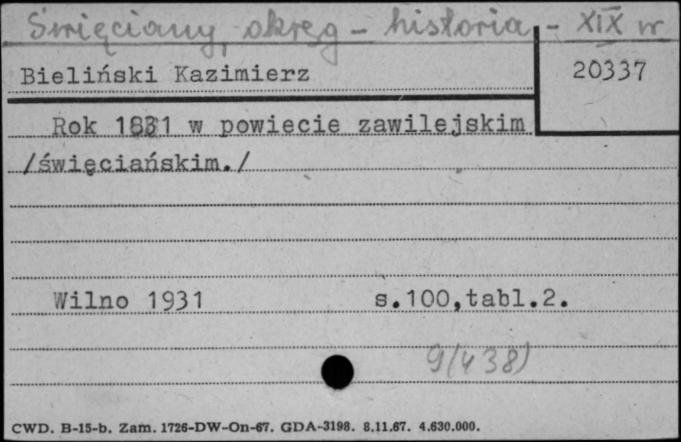 Święciany, okręg - historia - XIX w
Bieliński Kazimierz
20337
Rok 1831 w powiecie zawilejskim
/święciańskim./
Wilno 1931 s.100,tabl.2.
9(438)
CWD. B-15-b. Zam. 1726-DW-On-67. GDA-3198. 8.11.67. 4.630.000.